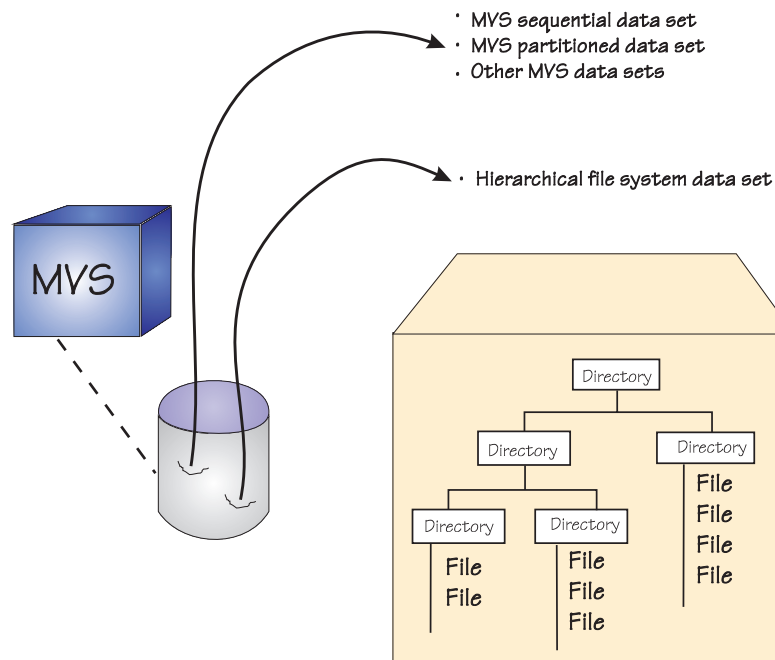 · MVS sequential data set
· MVS partitioned data set
· Other MVS data sets
· Hierarchical file system data set
MVS
Directory
Directory
Directory
Directory
Directory
File
File
File
File
File
File
File
File
File